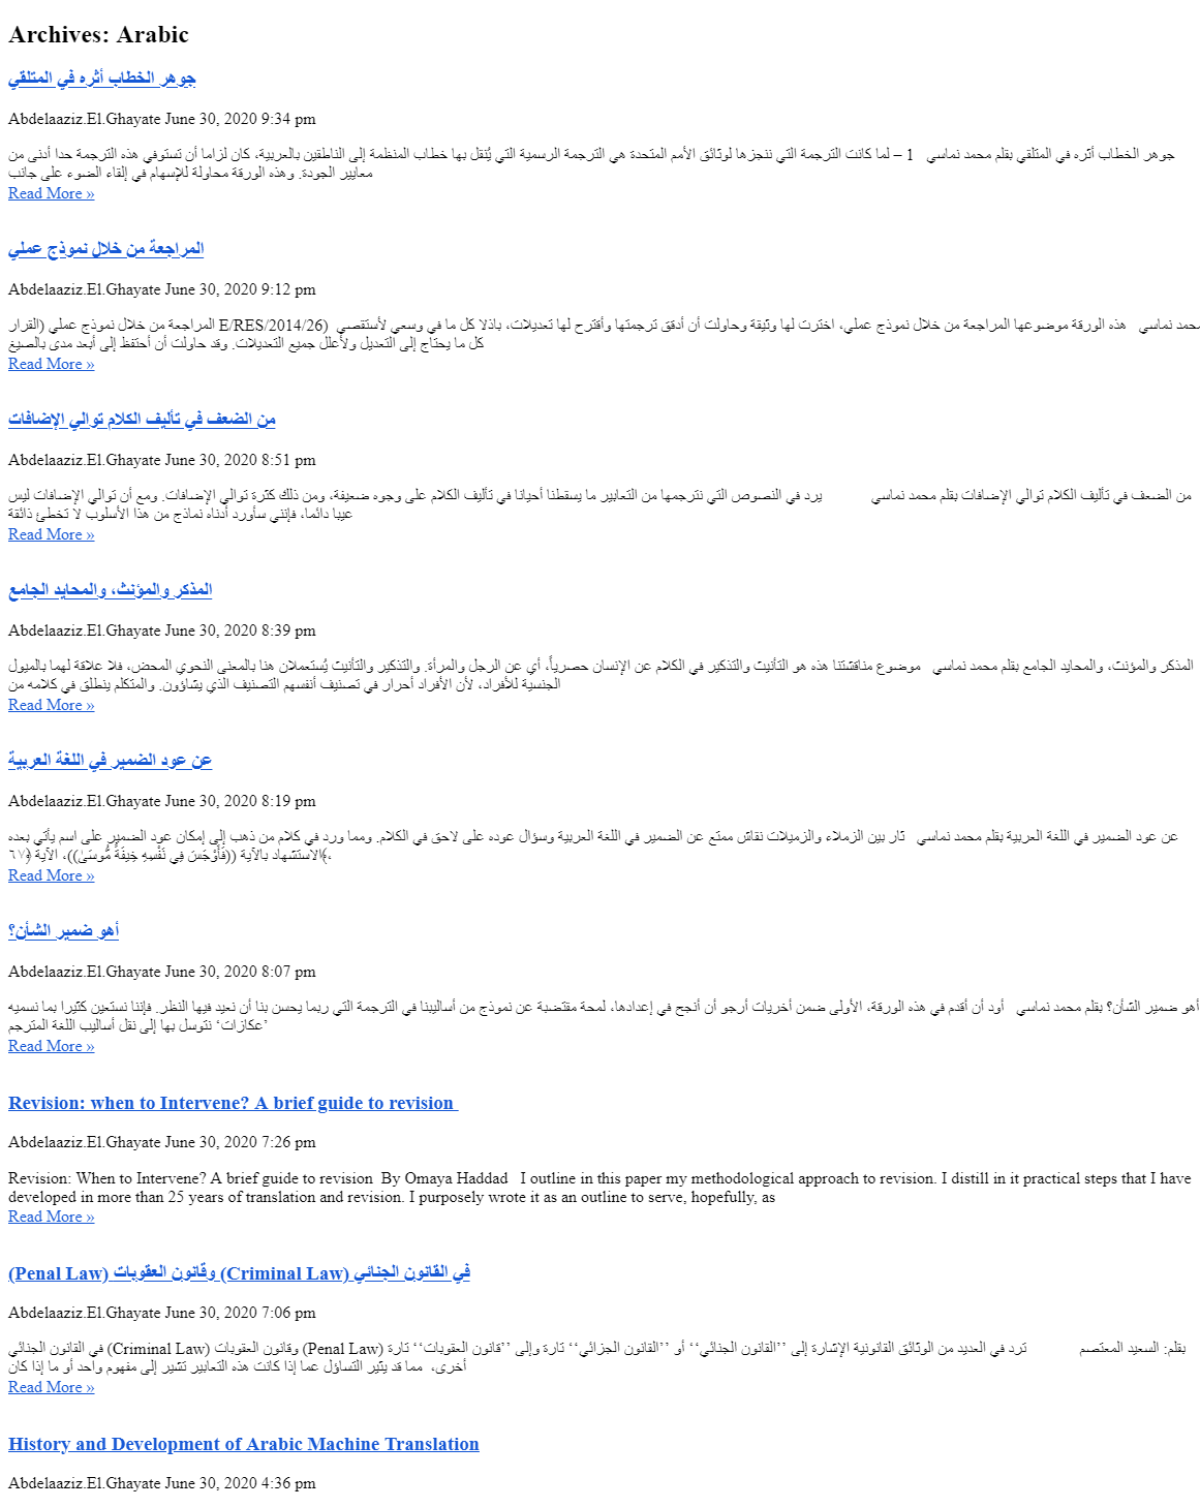 Archives: Arabic
جوهر الخطاب أثره في المتلقي
Abdelaaziz.El.Ghayate June 30, 2020 9:34 pm
جوهر الخطاب أثره في المتلقي بقلم محمد نماسي 1 – لما كانت الترجمة التي ننجزها لوثائق الأمم المتحدة هي الترجمة الرسمية التي يُنقل بها خطاب المنظمة إلى الناطقين بالعربية، كان لزاما أن تستوفي هذه الترجمة حدا أدنى من
معايير الجودة. وهذه الورقة محاولة للإسهام في إلقاء الضوء على جانب
Read More »
المراجعة من خلال نموذج عملي
Abdelaaziz.El.Ghayate June 30, 2020 9:12 pm
المراجعة من خلال نموذج عملي (القرار E/RES/2014/26) محمد نماسي هذه الورقة موضوعها المراجعة من خلال نموذج عملي، اخترت لها وثيقة وحاولت أن أدقق ترجمتها وأقترح لها تعديلات، باذلا كل ما في وسعي لأستقصي
كل ما يحتاج إلى التعديل ولأعلل جميع التعديلات. وقد حاولت أن أحتفظ إلى أبعد مدى بالصيغ
Read More »
من الضعف في تأليف الكلام توالي الإضافات
Abdelaaziz.El.Ghayate June 30, 2020 8:51 pm
من الضعف في تأليف الكلام توالي الإضافات بقلم محمد نماسي يرد في النصوص التي نترجمها من التعابير ما يسقطنا أحيانا في تأليف الكلام على وجوه ضعيفة، ومن ذلك كثرة توالي الإضافات. ومع أن توالي الإضافات ليس
عيبا دائما، فإنني سأورد أدناه نماذج من هذا الأسلوب لا تخطئ ذائقة
Read More »
المذكر والمؤنث، والمحايد الجامع
Abdelaaziz.El.Ghayate June 30, 2020 8:39 pm
المذكر والمؤنث، والمحايد الجامع بقلم محمد نماسي موضوع مناقشتنا هذه هو التأنيث والتذكير في الكلام عن الإنسان حصرياً، أي عن الرجل والمرأة. والتذكير والتأنيث يُستعملان هنا بالمعنى النحوي المحض، فلا علاقة لهما بالميول
الجنسية للأفراد، لأن الأفراد أحرار في تصنيف أنفسهم التصنيف الذي يشاؤون. والمتكلم ينطلق في كلامه من
Read More »
عن عود الضمير في اللغة العربية
Abdelaaziz.El.Ghayate June 30, 2020 8:19 pm
عن عود الضمير في اللغة العربية بقلم محمد نماسي ثار بين الزملاء والزميلات نقاش ممتع عن الضمير في اللغة العربية وسؤال عوده على لاحق في الكلام. ومما ورد في كلام من ذهب إلى إمكان عود الضمير على اسم يأتي بعده
الاستشهاد بالآية ((فَأَوْجَسَ فِي نَفْسِهِ خِيفَةً مُّوسَىٰ))، الآية ﴿٦٧﴾،
Read More »
أهو ضمير الشأن؟
Abdelaaziz.El.Ghayate June 30, 2020 8:07 pm
أهو ضمير الشأن؟ بقلم محمد نماسي أود أن أقدم في هذه الورقة، الأولى ضمن أخريات أرجو أن أنجح في إعدادها، لمحة مقتضبة عن نموذج من أساليبنا في الترجمة التي ربما يحسن بنا أن نعيد فيها النظر. فإننا نستعين كثيرا بما نسميه
’عكازات‘ نتوسل بها إلى نقل أساليب اللغة المترجم
Read More »
Revision: when to Intervene? A brief guide to revision
Abdelaaziz.El.Ghayate June 30, 2020 7:26 pm
Revision: When to Intervene? A brief guide to revision By Omaya Haddad I outline in this paper my methodological approach to revision. I distill in it practical steps that I have
developed in more than 25 years of translation and revision. I purposely wrote it as an outline to serve, hopefully, as
Read More »
في القانون الجنائي (Criminal Law) وقانون العقوبات (Penal Law)
Abdelaaziz.El.Ghayate June 30, 2020 7:06 pm
في القانون الجنائي (Criminal Law) وقانون العقوبات (Penal Law) بقلم: السعيد المعتصم ترد في العديد من الوثائق القانونية الإشارة إلى ’’القانون الجنائي‘‘ أو ’’القانون الجزائي‘‘ تارة وإلى ’’قانون العقوبات‘‘ تارة
أخرى، مما قد يثير التساؤل عما إذا كانت هذه التعابير تشير إلى مفهوم واحد أو ما إذا كان
Read More »
History and Development of Arabic Machine Translation
Abdelaaziz.El.Ghayate June 30, 2020 4:36 pm